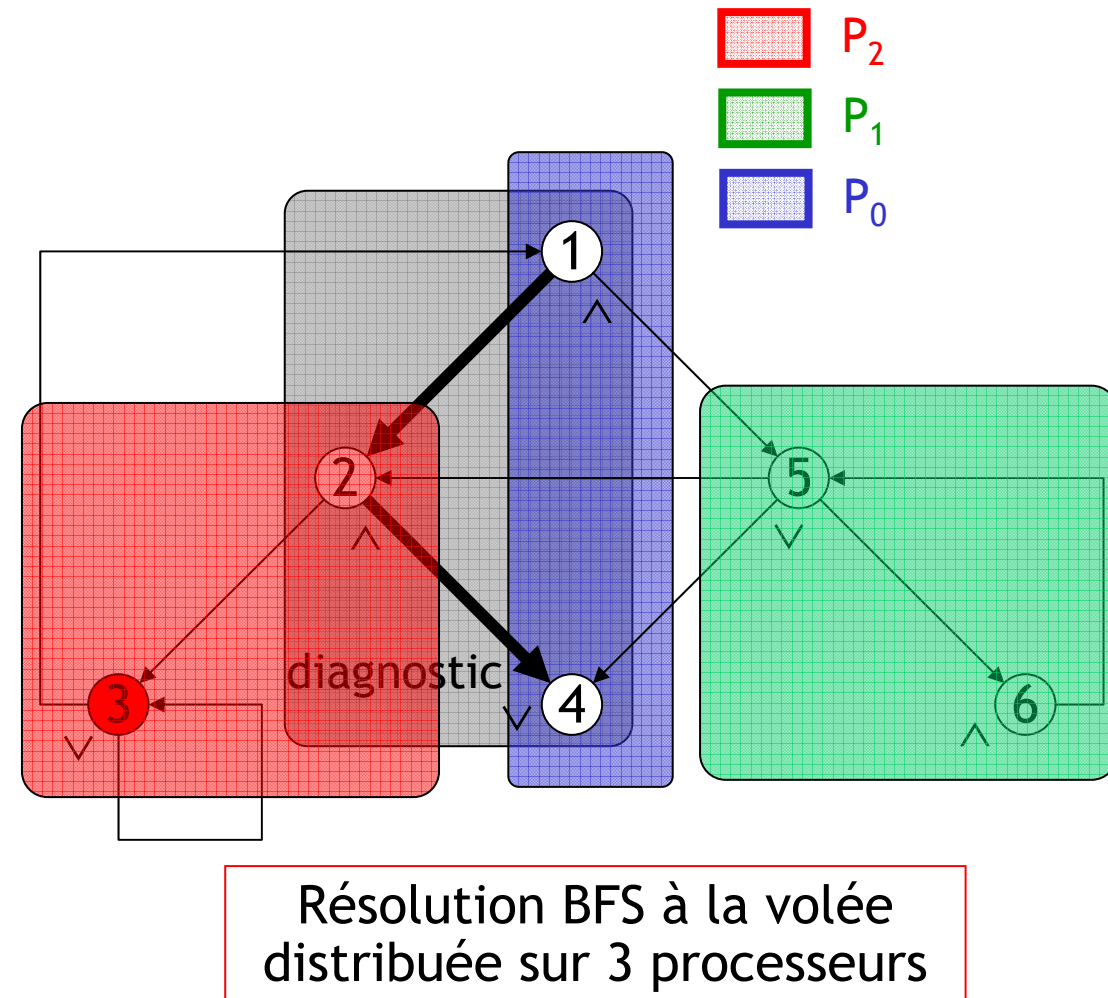 P2
P1
P0
1
∧
2
∧
5
∨
diagnostic
3
∨
4
∨
6
∧
Résolution BFS à la volée
distribuée sur 3 processeurs